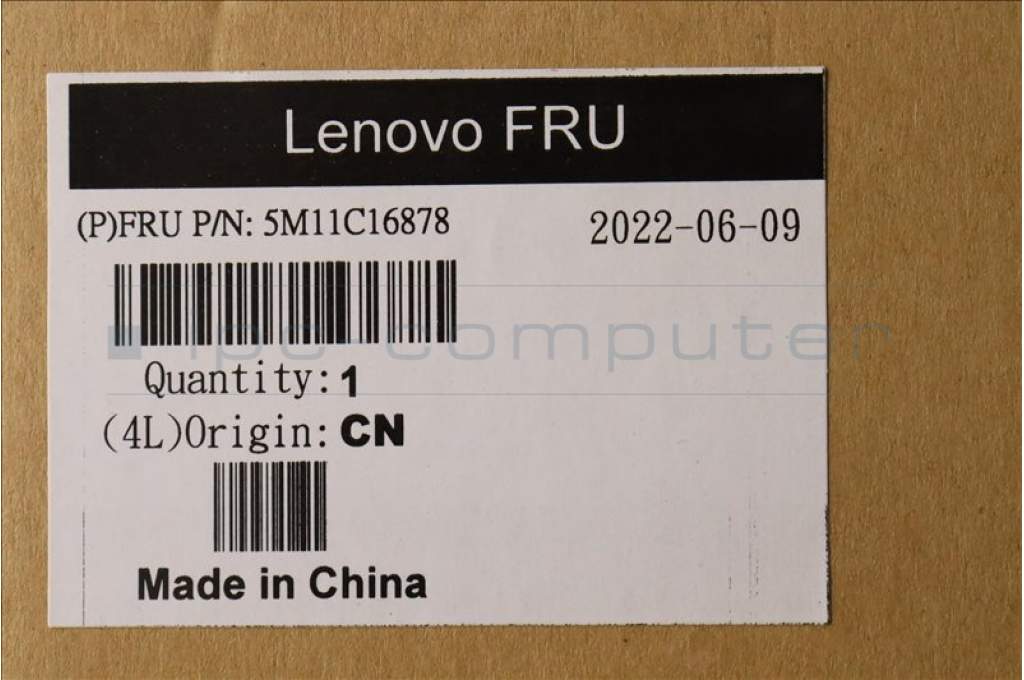 Lenovo FRU
(P)FRU P/N: 5M11C16878
2022-06-09
ipc-computer
Quantity: 1
(4L)Origin: CN
Made in China